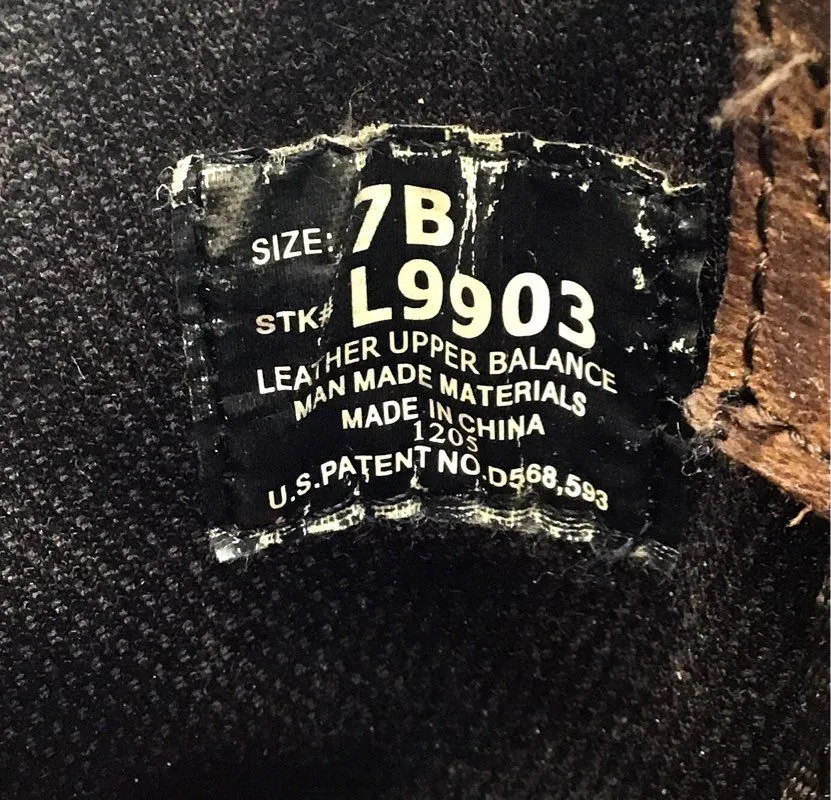 SIZE: 7B
STK# L9903
LEATHER UPPER BALANCE
MAN MADE MATERIALS
MADE IN CHINA
1205
U.S.PATENT NO.D568,593